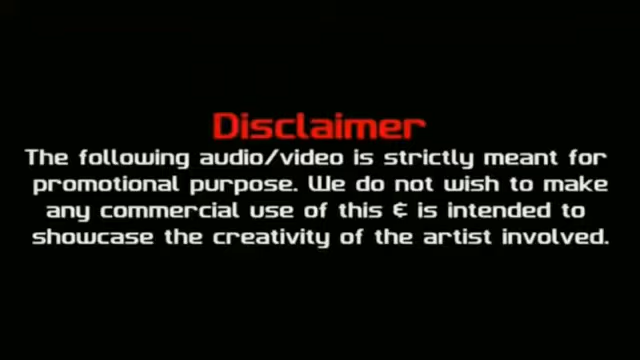 Disclaimer
The following audio/video is strictly meant for
promotional purpose. We do not wish to make
any commercial use of this & is intended to
showcase the creativity of the artist involved.